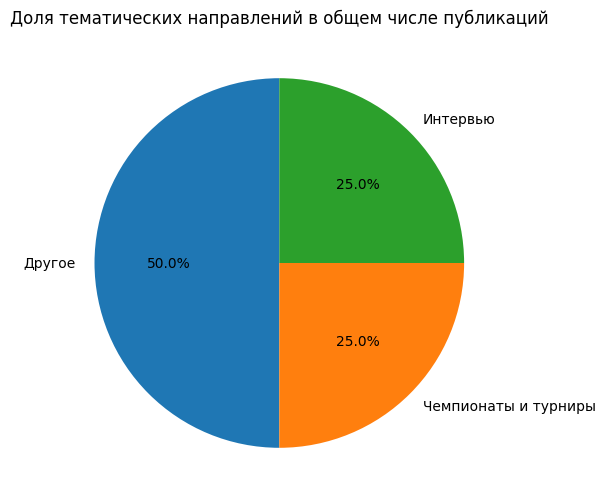 Доля тематических направлений в общем числе публикаций
Интервью
25.0%
Другое
50.0%
25.0%
Чемпионаты и турниры